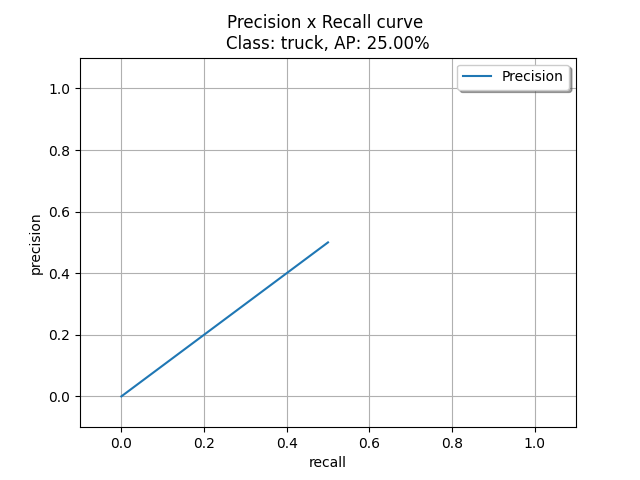 Precision x Recall curve
Class: truck, AP: 25.00%
Precision
1.0
0.8
0.6
0.4
0.2
0.0
precision
0.0 0.2 0.4 0.6 0.8 1.0
recall